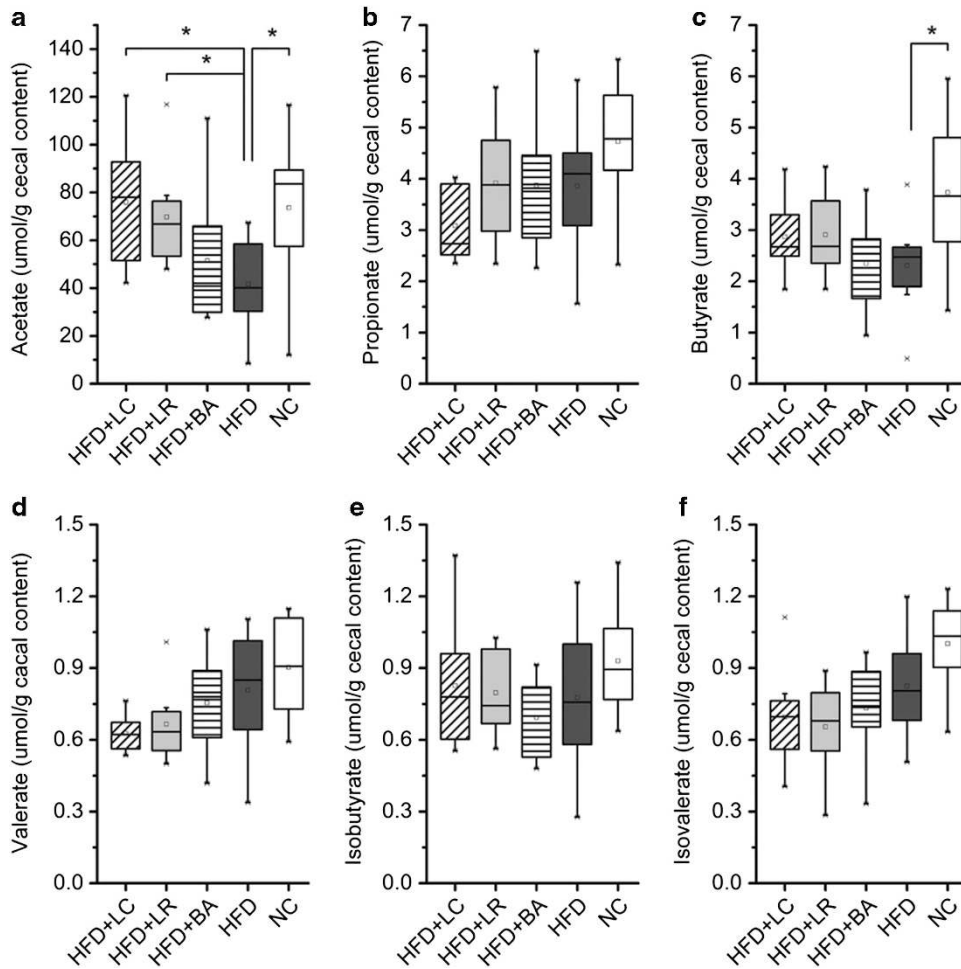 a
Acetate (umol/g cecal content)
140
120
100
80
60
40
20
0
*
*
*
HFD+LC
HFD+LR
HFD+BA
HFD
NC
b
Propionate (umol/g cecal content)
7
6
5
4
3
2
1
0
HFD+LC
HFD+LR
HFD+BA
HFD
NC
c
Butyrate (umol/g cecal content)
7
6
5
4
3
2
1
0
*
HFD+LC
HFD+LR
HFD+BA
HFD
NC
d
Valerate (umol/g cacal content)
1.5
1.2
0.9
0.6
0.3
0.0
HFD+LC
HFD+LR
HFD+BA
HFD
NC
e
Isobutyrate (umol/g cecal content)
1.5
1.2
0.9
0.6
0.3
0.0
HFD+LC
HFD+LR
HFD+BA
HFD
NC
f
Isovalerate (umol/g cecal content)
1.5
1.2
0.9
0.6
0.3
0.0
HFD+LC
HFD+LR
HFD+BA
HFD
NC